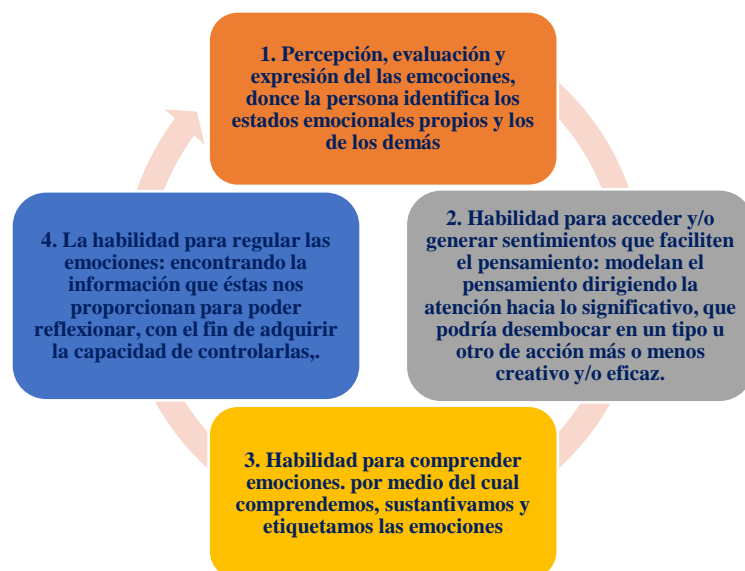 1. Percepción, evaluación y
expresión del las emcociones,
donce la persona identifica los
estados emocionales propios y los
de los demás
2. Habilidad para acceder y/o
generar sentimientos que faciliten
el pensamiento: modelan el
pensamiento dirigiendo la
atención hacia lo significativo, que
podría desembocar en un tipo u
otro de acción más o menos
creativo y/o eficaz.
3. Habilidad para comprender
emociones. por medio del cual
comprendemos, sustantivamos y
etiquetamos las emociones
4. La habilidad para regular las
emociones: encontrando la
información que éstas nos
proporcionan para poder
reflexionar, con el fin de adquirir
la capacidad de controlarlas,.